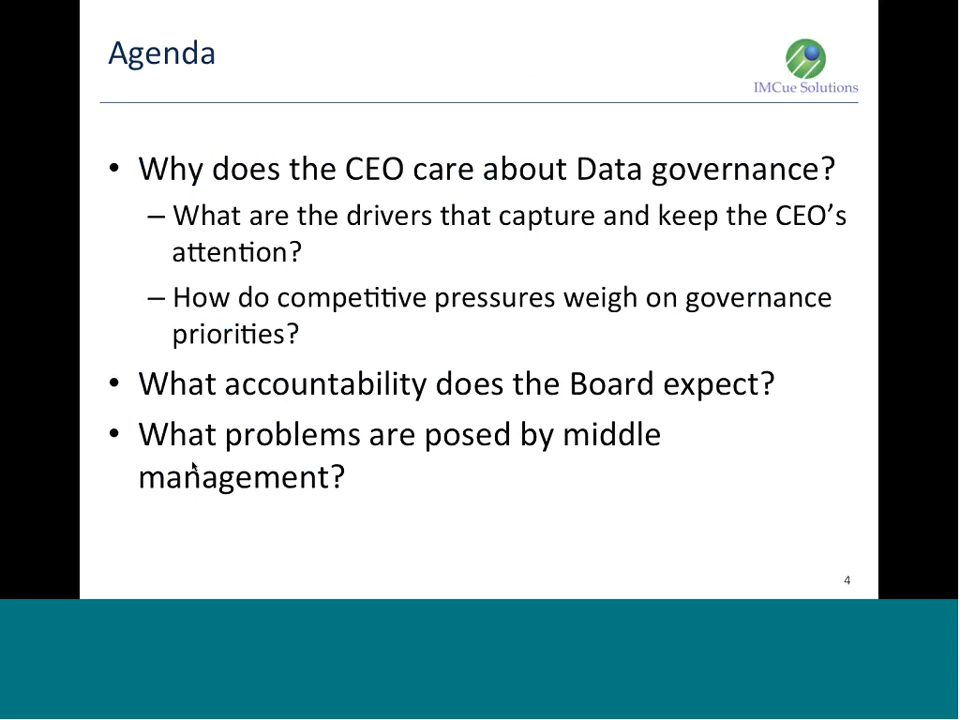 Agenda
IMCue Solutions
• Why does the CEO care about Data governance?
– What are the drivers that capture and keep the CEO’s
attention?
– How do competitive pressures weigh on governance
priorities?
• What accountability does the Board expect?
• What problems are posed by middle
management?
4